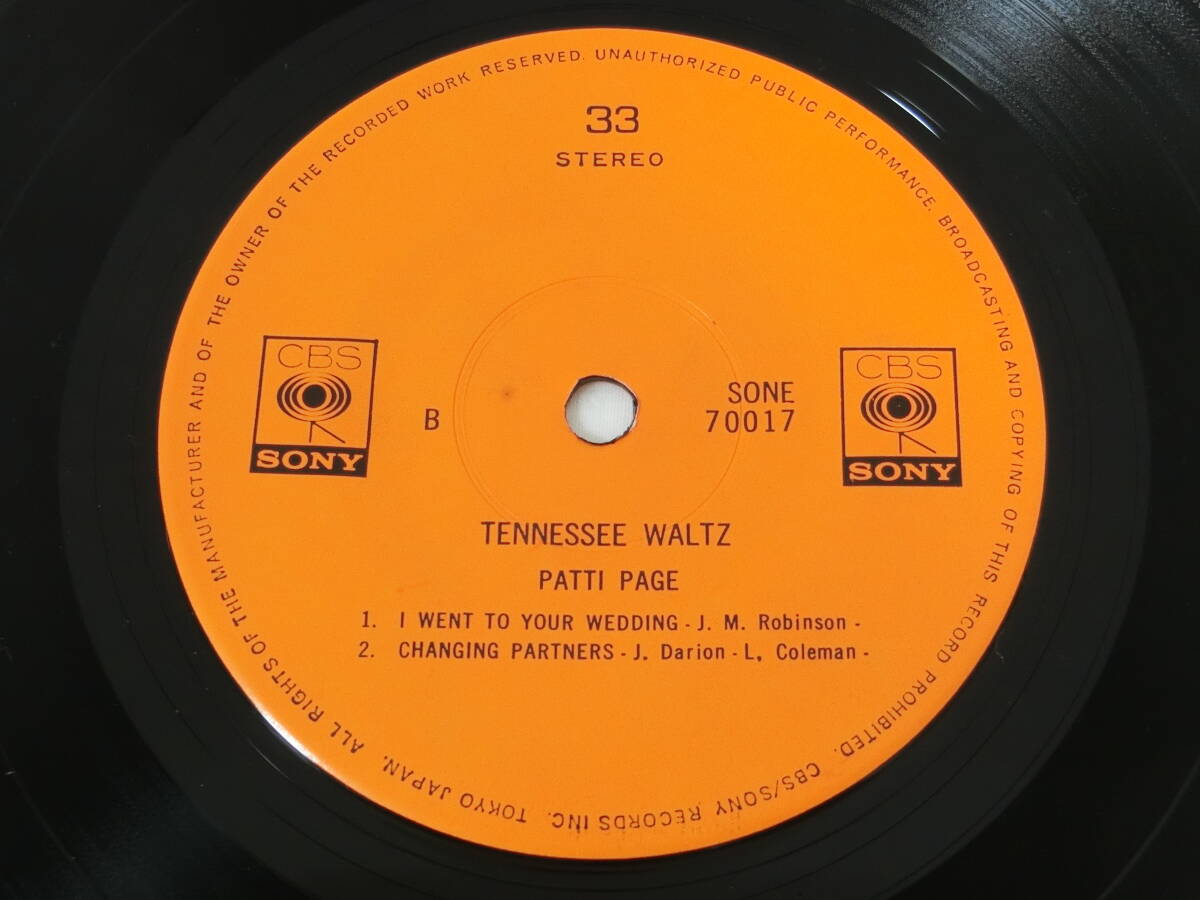 33
STEREO
CBS
SONY
B
SONE
70017
CBS
SONY
TENNESSEE WALTZ
PATTI PAGE
1. I WENT TO YOUR WEDDING - J. M. Robinson -
2. CHANGING PARTNERS - J. Darion - L, Coleman -
CBS/SONY RECORDS INC. TOKYO JAPAN. ALL RIGHTS OF THE MANUFACTURER AND OF THE OWNER OF THE RECORDED WORK RESERVED. UNAUTHORIZED PUBLIC PERFORMANCE. BROADCASTING AND COPYING OF THIS RECORD PROHIBITED.